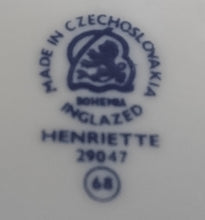 MADE IN CZECHOSLOVAKIA
BOHEMIA
INGLAZED
HENRIETTE
29047
68